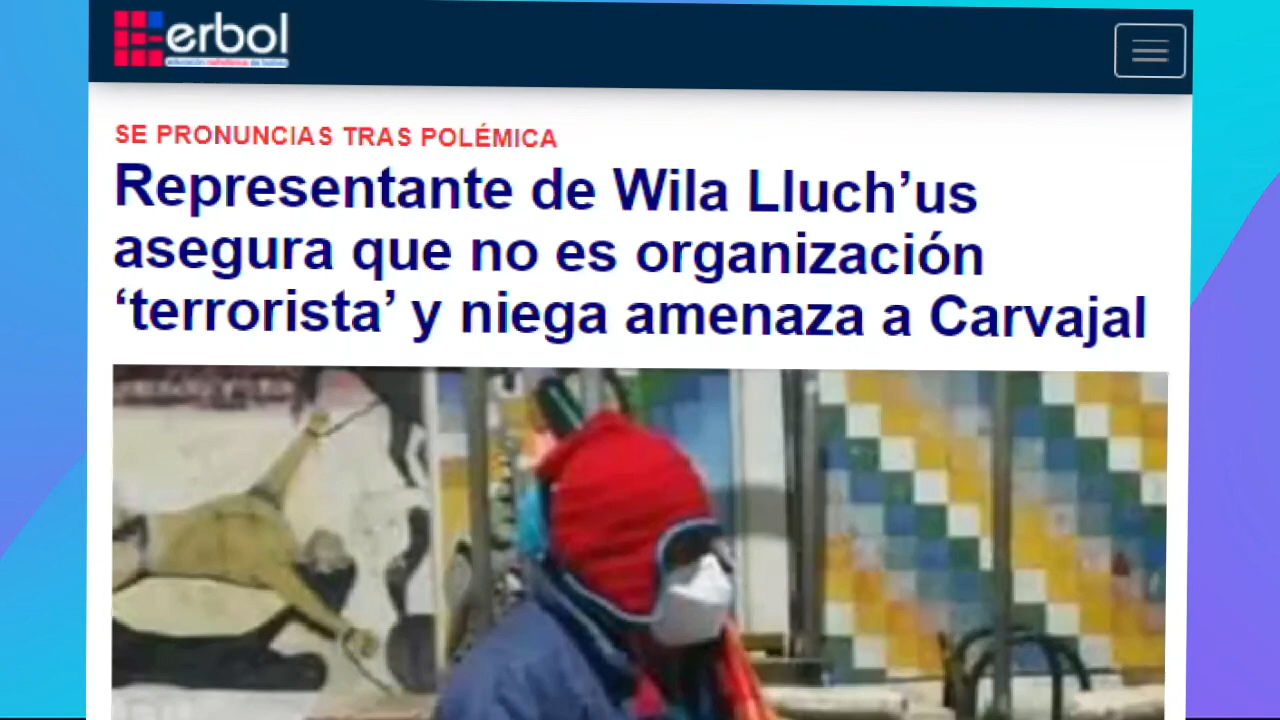 erbol
SE PRONUNCIAS TRAS POLÉMICA
Representante de Wila Lluch’us
asegura que no es organización
‘terrorista’ y niega amenaza a Carvajal